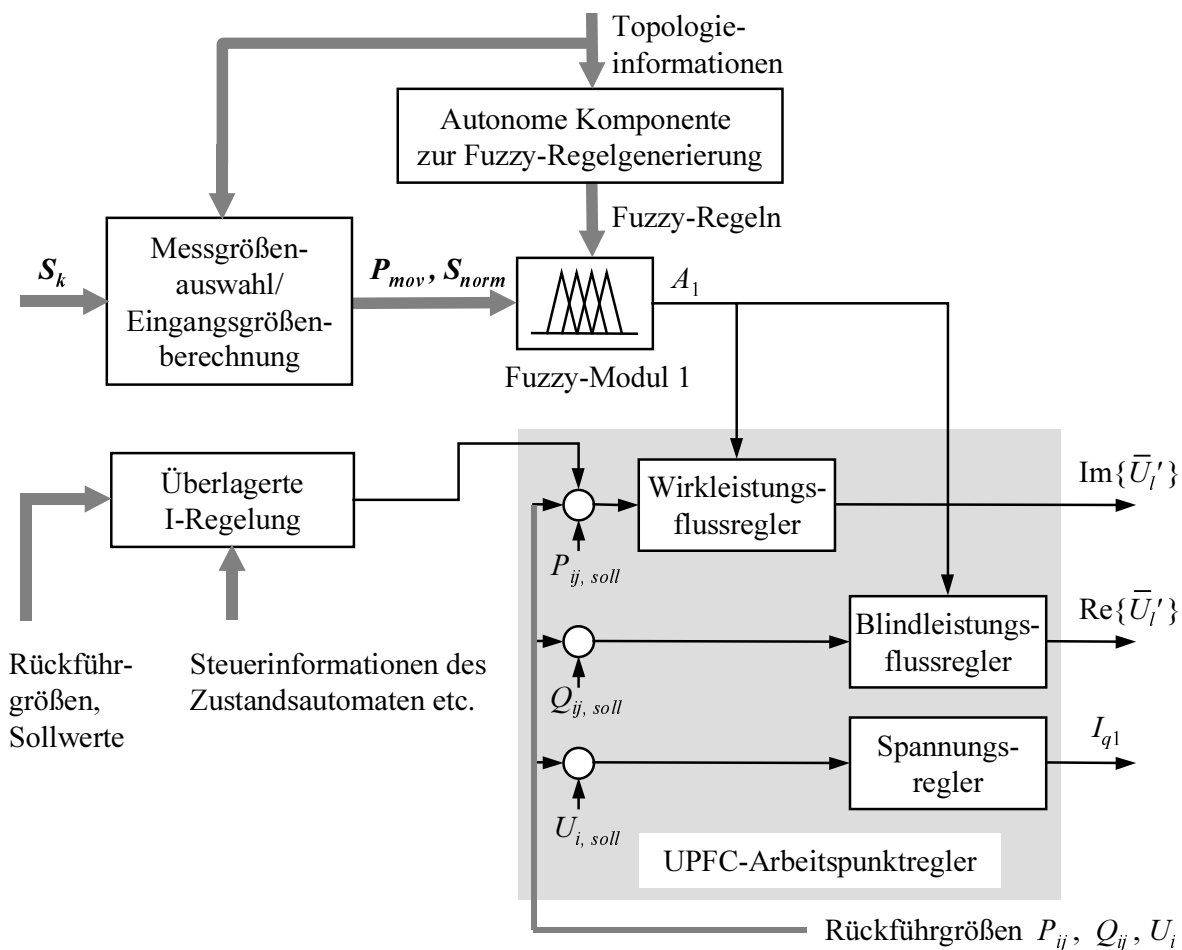 Topologie-
informationen
Autonome Komponente
zur Fuzzy-Regelgenerierung
Fuzzy-Regeln
Messgrößen-
auswahl/
Eingangsgrößen-
berechnung
S_k
P_mov, S_norm
A_1
Fuzzy-Modul 1
Überlagerte
I-Regelung
Wirkleistungs-
flussregler
Im{U̅_l′}
P_ij, soll
Blindleistungs-
flussregler
Re{U̅_l′}
Rückführ-
größen,
Sollwerte
Steuerinformationen des
Zustandsautomaten etc.
Q_ij, soll
Spannungs-
regler
I_q1
U_i, soll
UPFC-Arbeitspunktregler
Rückführgrößen P_ij, Q_ij, U_i